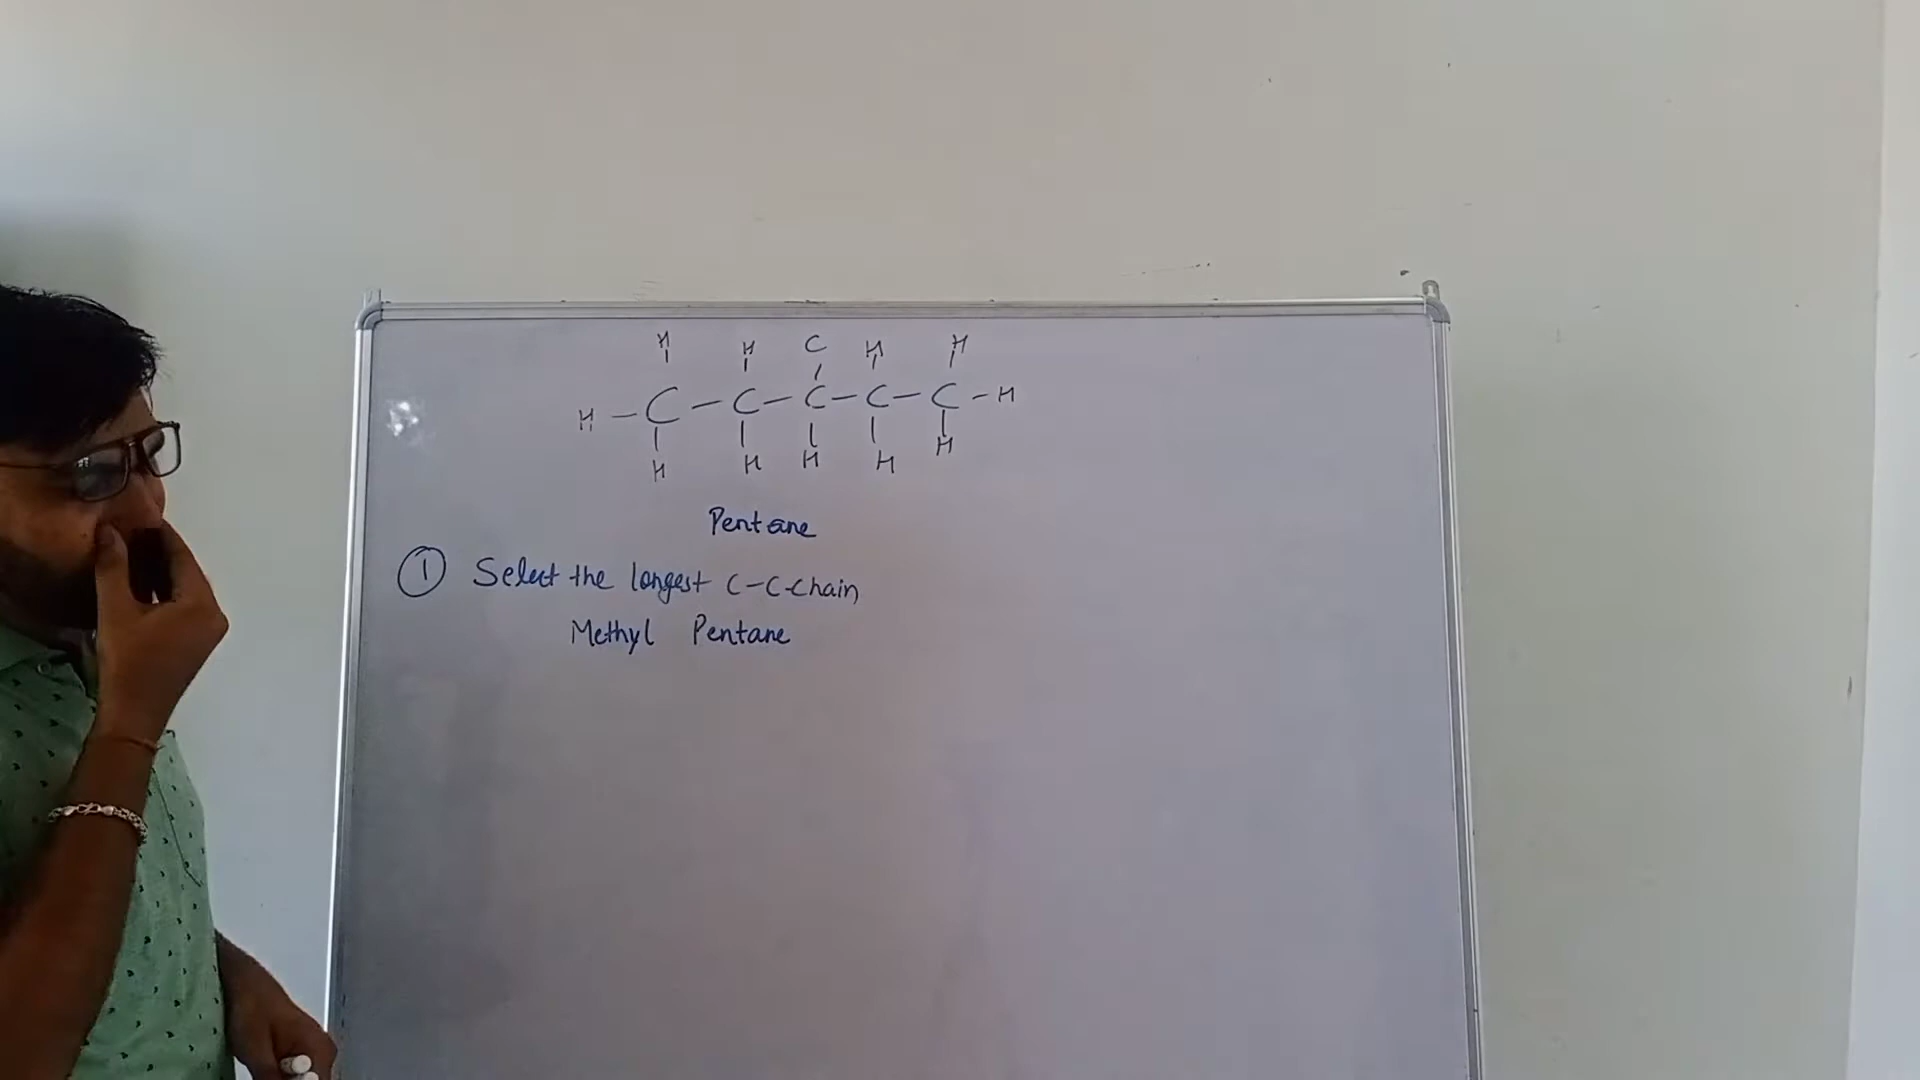 H H C H H
H - C - C - C - C - C - H
H H H H H
Pentane
① Select the longest C-C-Chain
Methyl Pentane